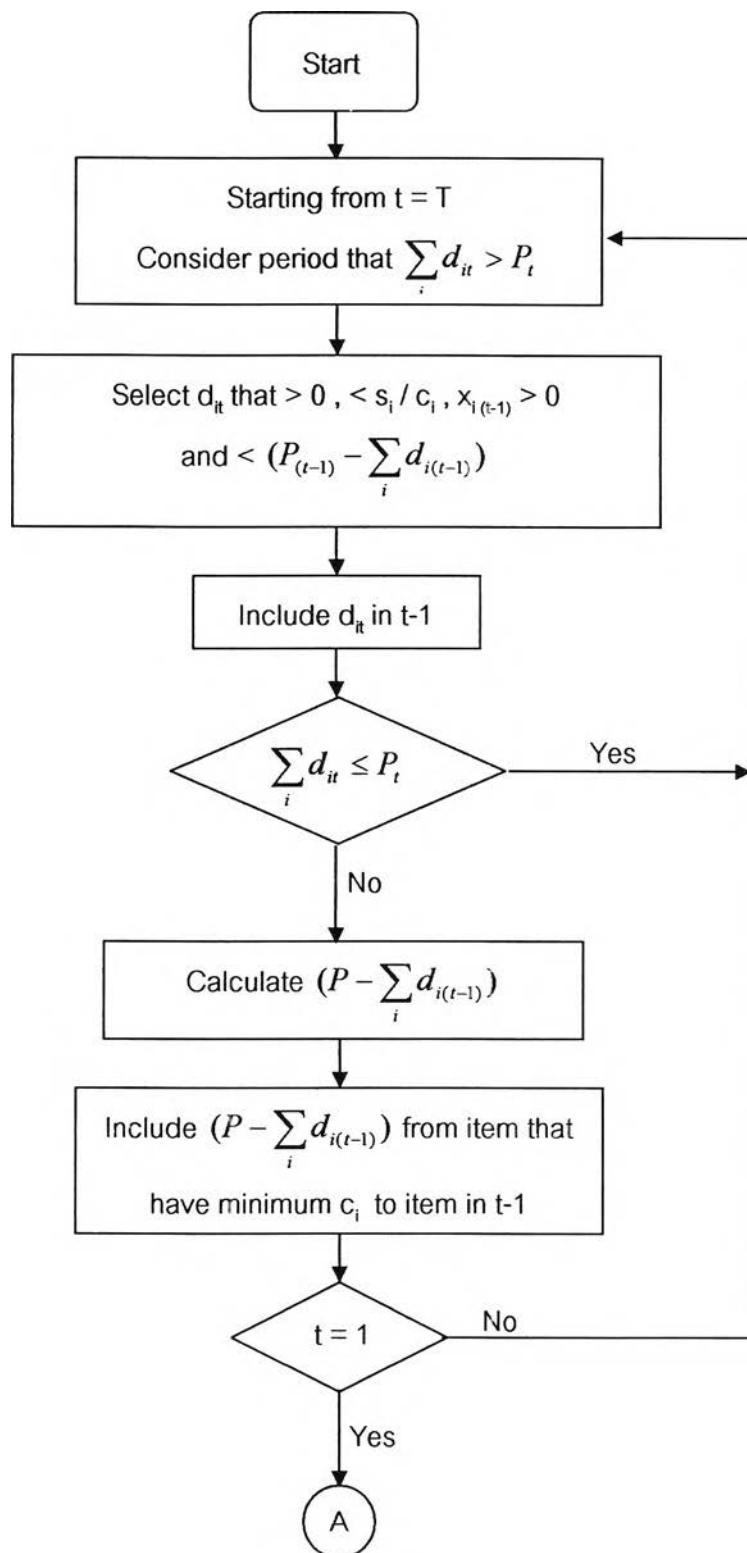 Start
Starting from t = T
Consider period that ∑_i d_it > P_t
Select d_it that > 0 , < s_i / c_i , x_i (t-1) > 0
and < (P_(t−1) − ∑_i d_i(t−1))
Include d_it in t-1
∑_i d_it ≤ P_t
Yes
No
Calculate (P − ∑_i d_i(t−1))
Include (P − ∑_i d_i(t−1)) from item that
have minimum c_i to item in t-1
t = 1
No
Yes
A